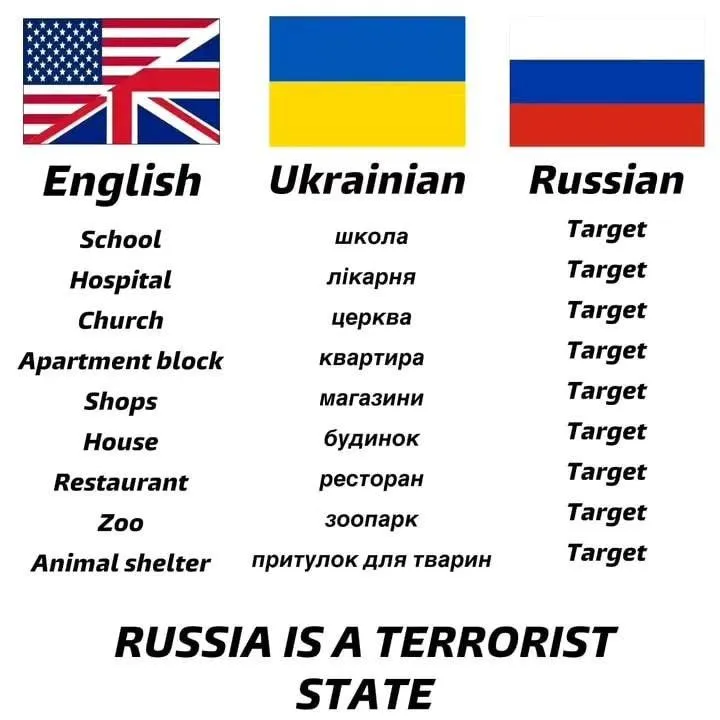 English Ukrainian Russian
School школа Target
Hospital лікарня Target
Church церква Target
Apartment block квартира Target
Shops магазини Target
House будинок Target
Restaurant ресторан Target
Zoo зоопарк Target
Animal shelter притулок для тварин Target
RUSSIA IS A TERRORIST
STATE